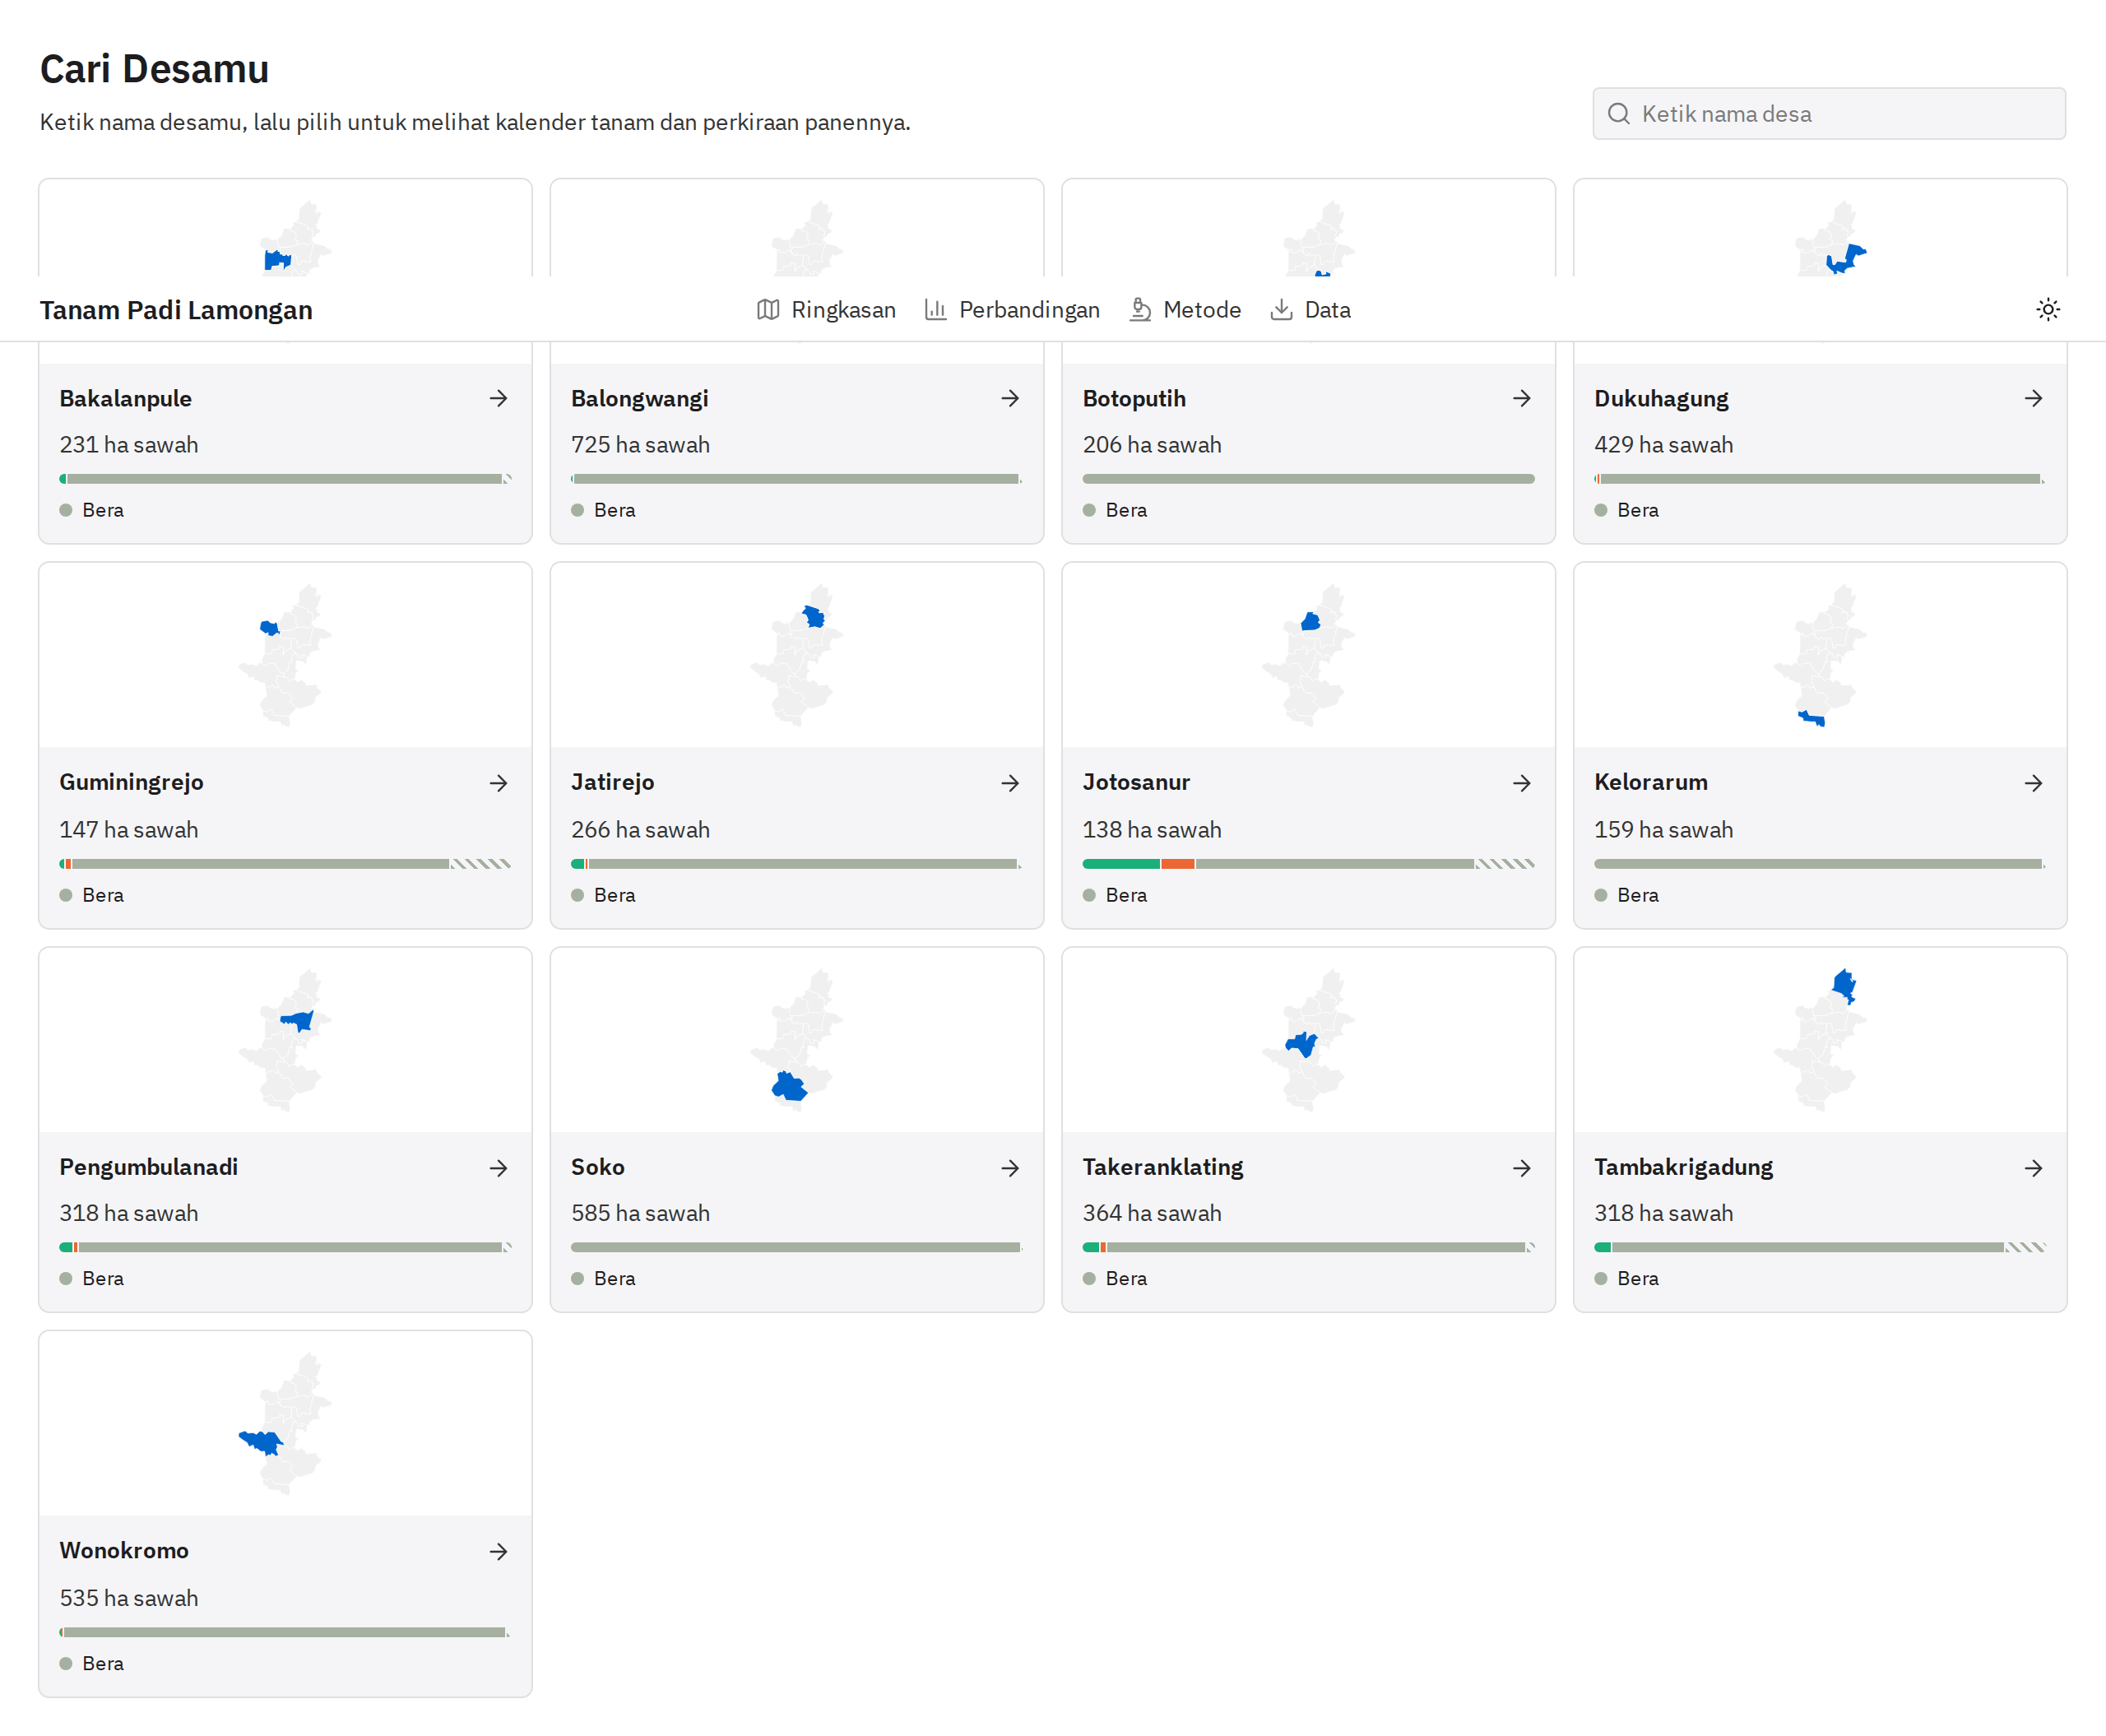 Cari Desamu
Ketik nama desamu, lalu pilih untuk melihat kalender tanam dan perkiraan panennya.
Ketik nama desa
Tanam Padi Lamongan
Ringkasan
Perbandingan
Metode
Data
Bakalanpule
231 ha sawah
Bera
Balongwangi
725 ha sawah
Bera
Botoputih
206 ha sawah
Bera
Dukuhagung
429 ha sawah
Bera
Guminingrejo
147 ha sawah
Bera
Jatirejo
266 ha sawah
Bera
Jotosanur
138 ha sawah
Bera
Kelorarum
159 ha sawah
Bera
Pengumbulanadi
318 ha sawah
Bera
Soko
585 ha sawah
Bera
Takeranklating
364 ha sawah
Bera
Tambakrigadung
318 ha sawah
Bera
Wonokromo
535 ha sawah
Bera